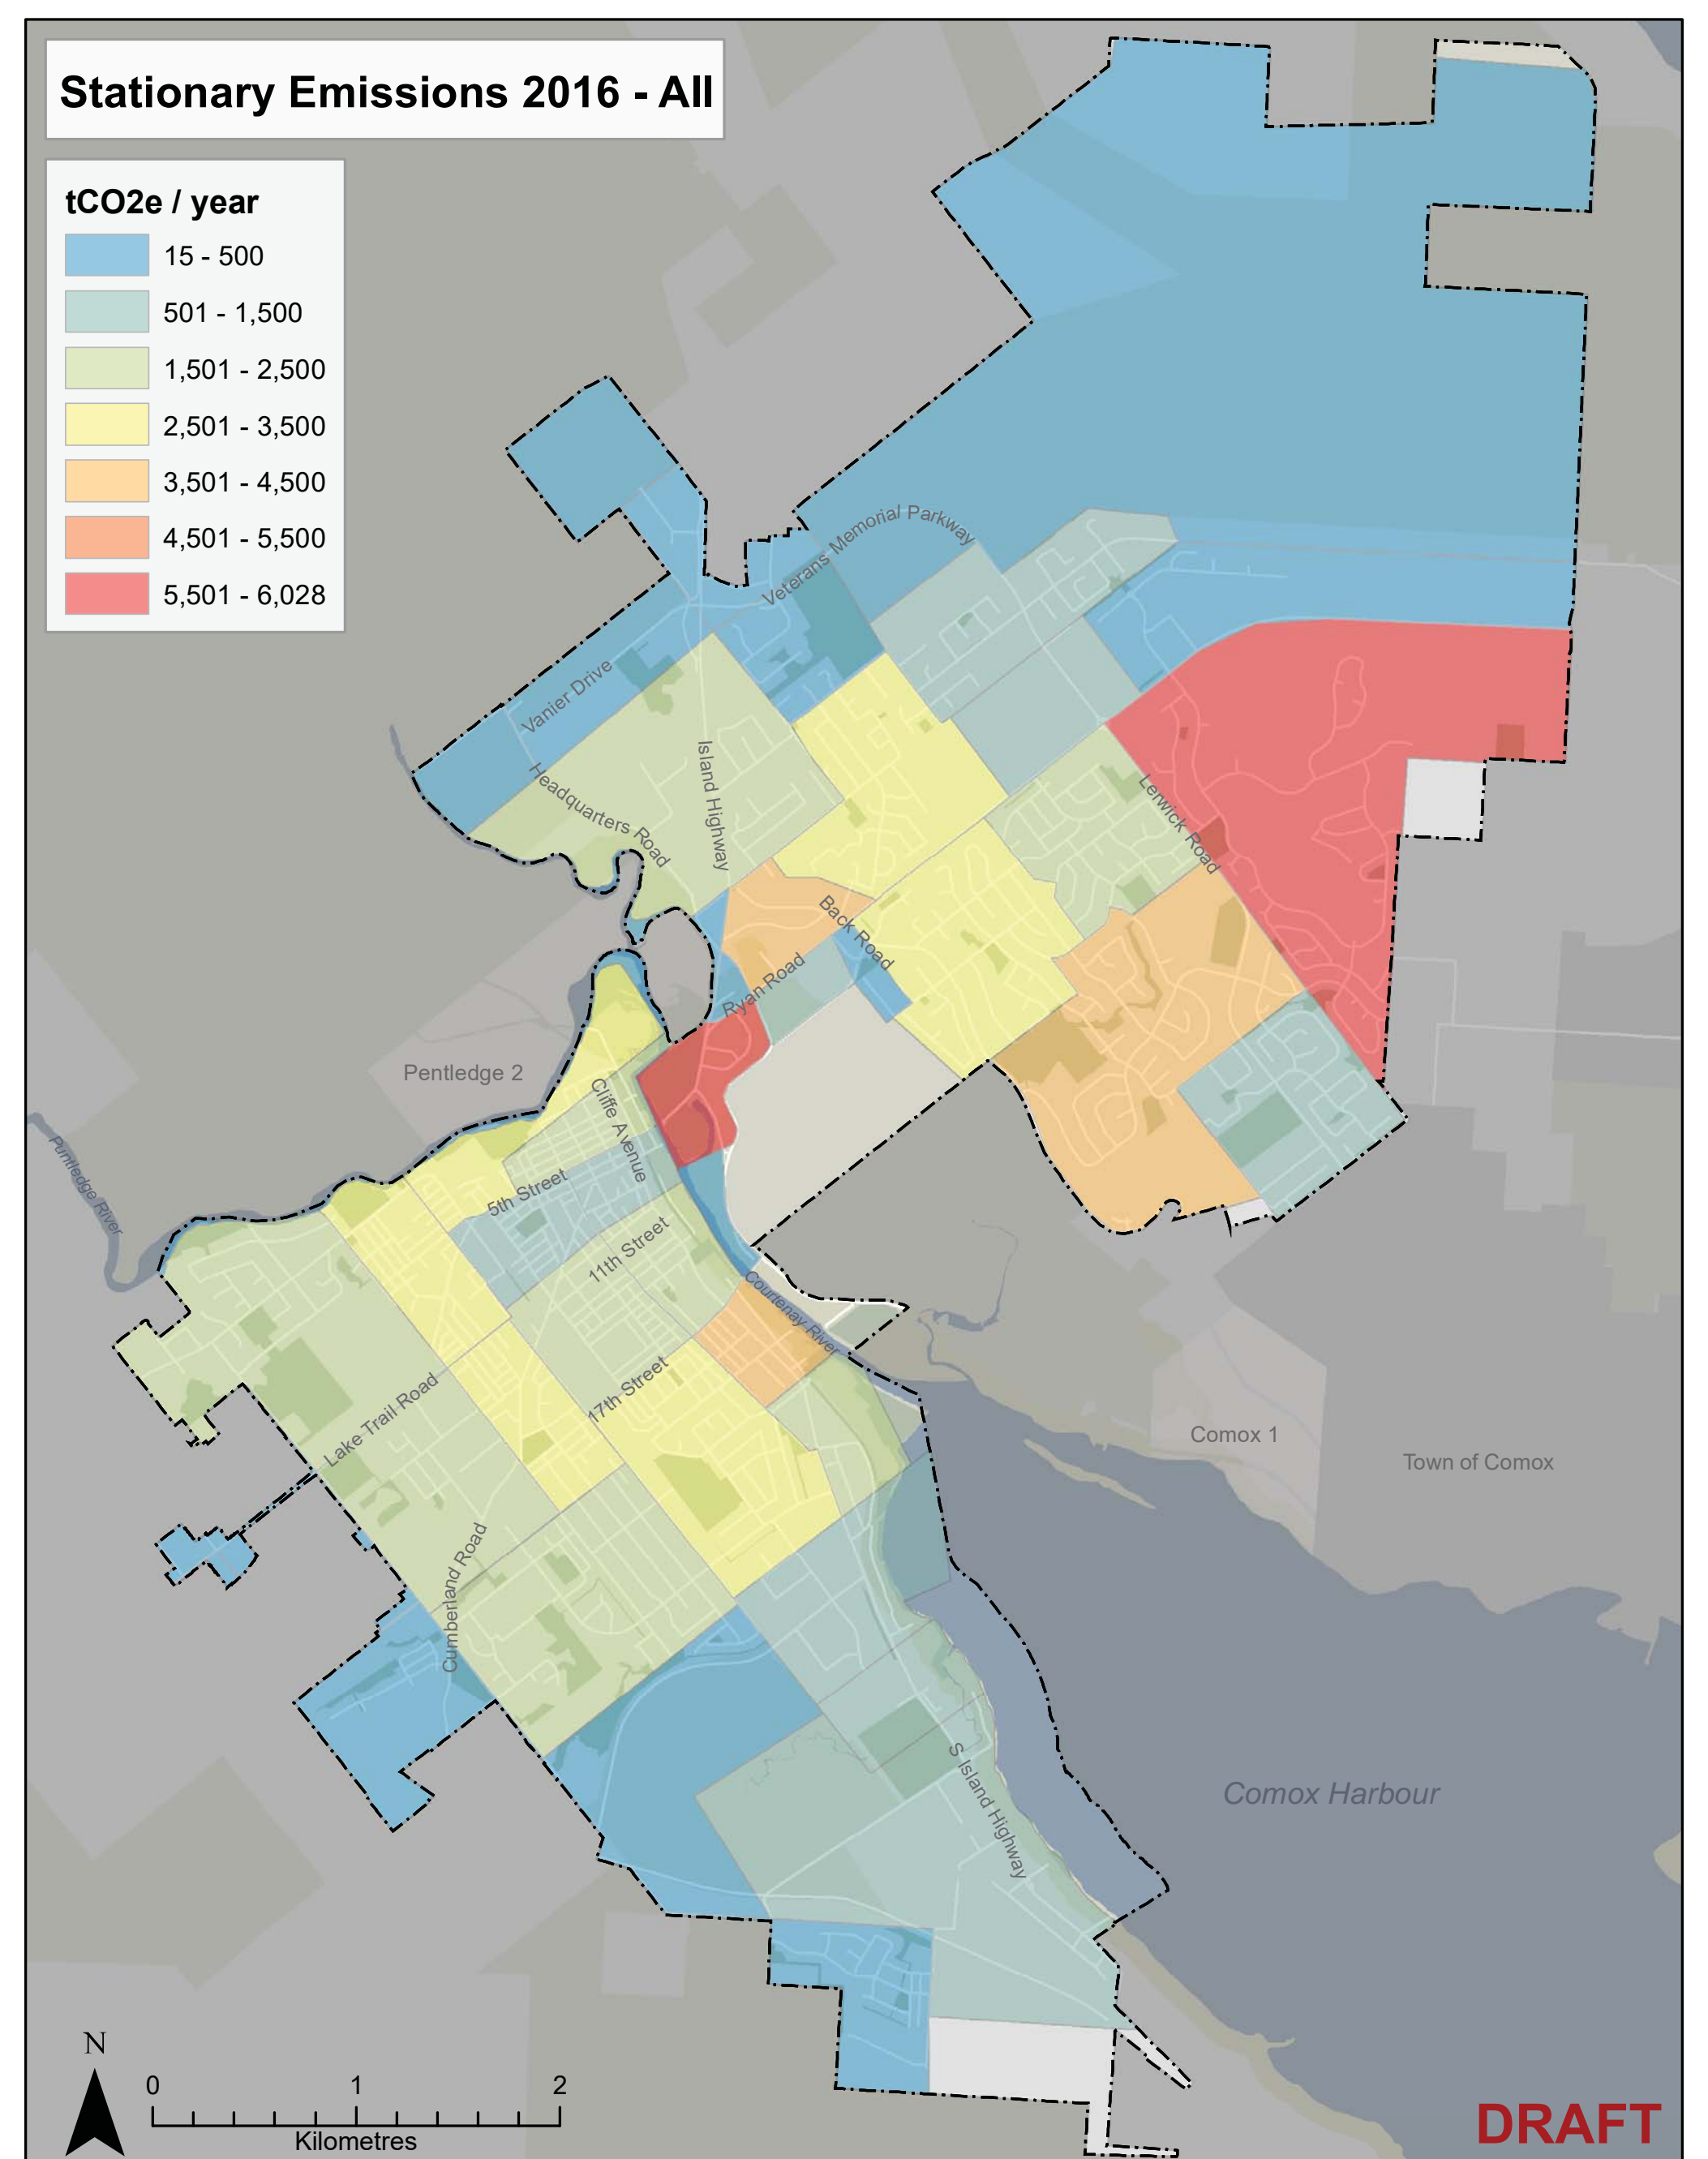 Stationary Emissions 2016 - All
tCO2e / year
15 - 500
501 - 1,500
1,501 - 2,500
2,501 - 3,500
3,501 - 4,500
4,501 - 5,500
5,501 - 6,028
Veterans Memorial Parkway
Vanier Drive
Island Highway
Headquarters Road
Lerwick Road
Back Road
Ryan Road
Pentledge 2
Cliffe Avenue
Puntledge River
5th Street
11th Street
Courtenay River
17th Street
Lake Trail Road
Comox 1
Town of Comox
Cumberland Road
S Island Highway
Comox Harbour
N
0 1 2
Kilometres
DRAFT